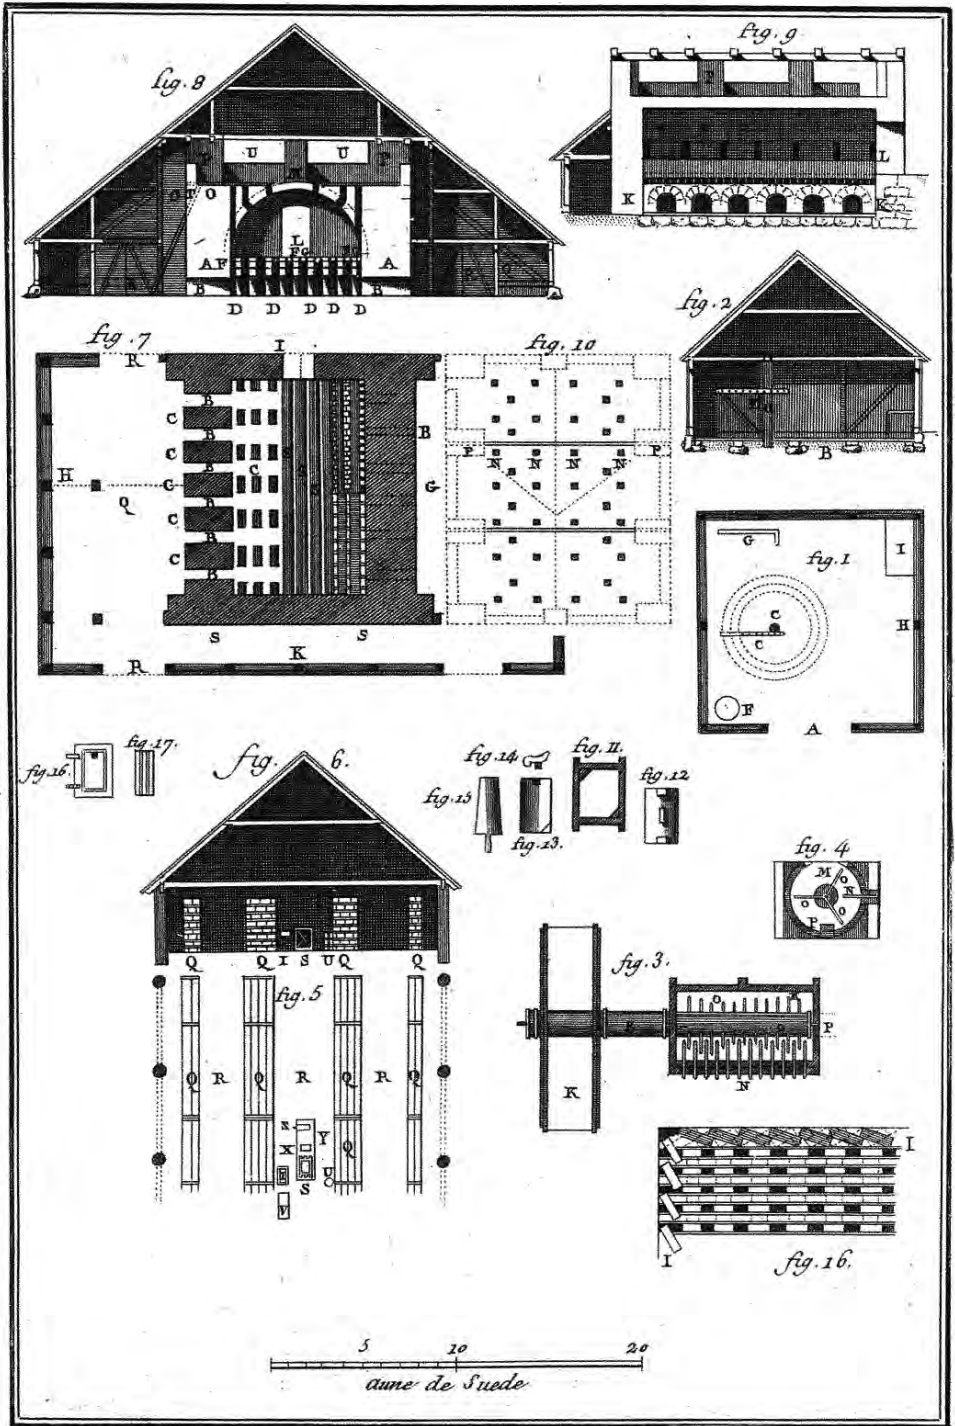 fig. 8
fig. 9
P U U P
O T O
L
F G
A F A
B B
D D D D D
F
L
K K
fig. 2
B
fig. 7
R
I
fig. 10
B
C
B
C
B
H G G
Q
B
C
B
C
B
C
S S S
B
P N N N N P
S S
R
K
fig. 1
G
I
C
C
H
F
A
fig. 16.
fig. 17.
fig. 6.
fig. 14
fig. 11.
fig. 15
fig. 12
fig. 13.
fig. 4
M
O
N
O
O
P
Q Q I S U Q Q
fig. 5
Q R Q R Q R Q
Z
Y
X
Q
U
S
V
fig. 3.
O
P
N
K
I
I
fig. 16.
5 10 20
aune de Suede